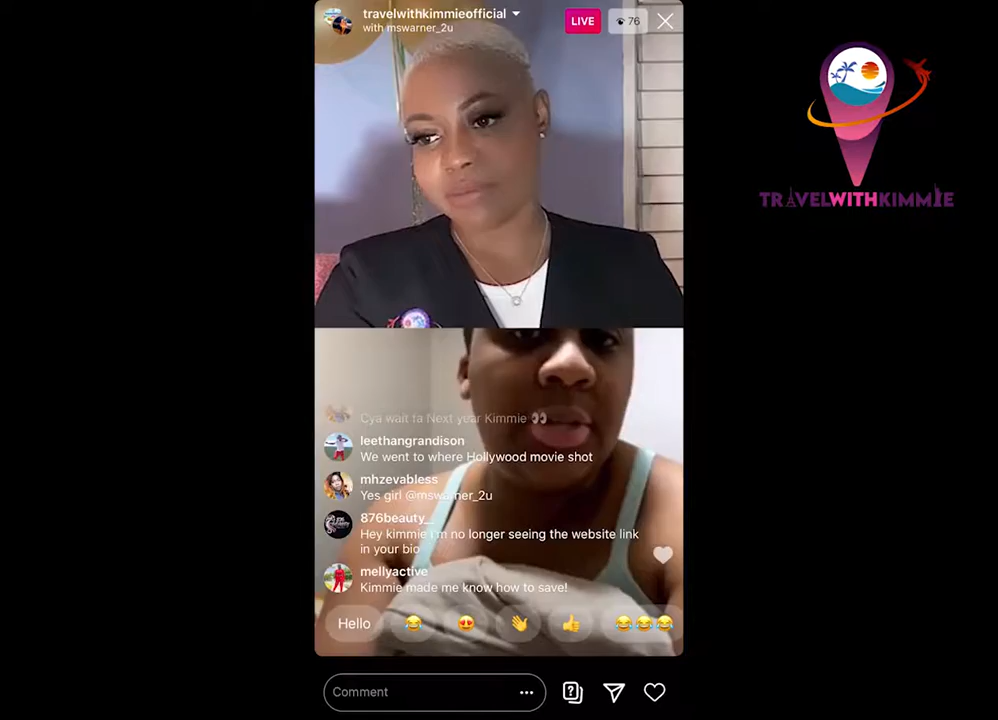 travelwithkimmieofficial
with mswarner_2u
LIVE
76
TRAVELWITHKIMMIE
Cya wait fa Next year Kimmie 👀
leethangrandison
We went to where Hollywood movie shot
mhzevabless
Yes girl @mswarner_2u
876beauty_
Hey kimmie i'm no longer seeing the website link
in your bio
mellyactive
Kimmie made me know how to save!
Hello 😂 😍 👋 👍 😂😂😂
Comment